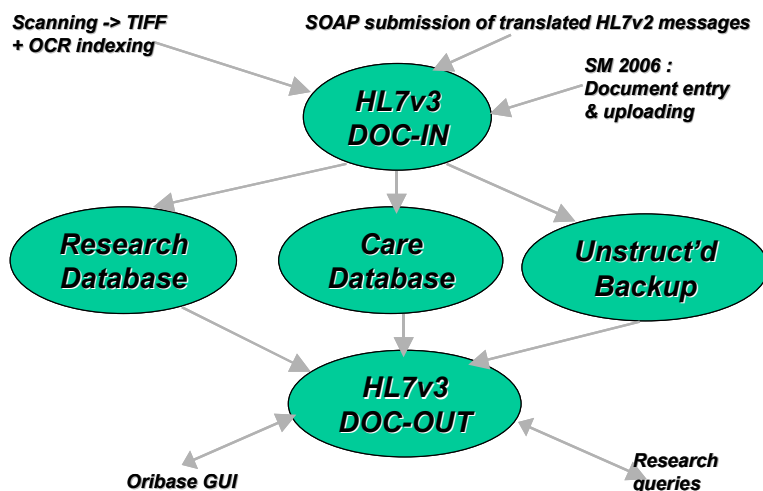 Scanning -> TIFF
+ OCR indexing
SOAP submission of translated HL7v2 messages
SM 2006 :
Document entry
& uploading
HL7v3
DOC-IN
Research
Database
Care
Database
Unstruct’d
Backup
HL7v3
DOC-OUT
Oribase GUI
Research
queries